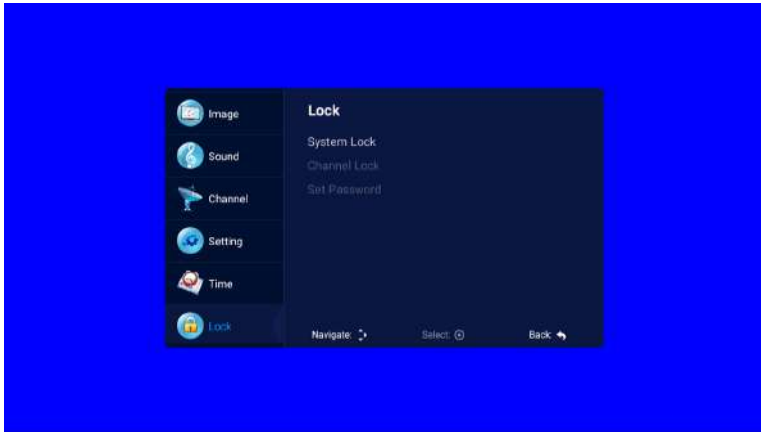 Image
Sound
Channel
Setting
Time
Lock
Lock
System Lock
Channel Lock
Set Password
Navigate:
Select:
Back: